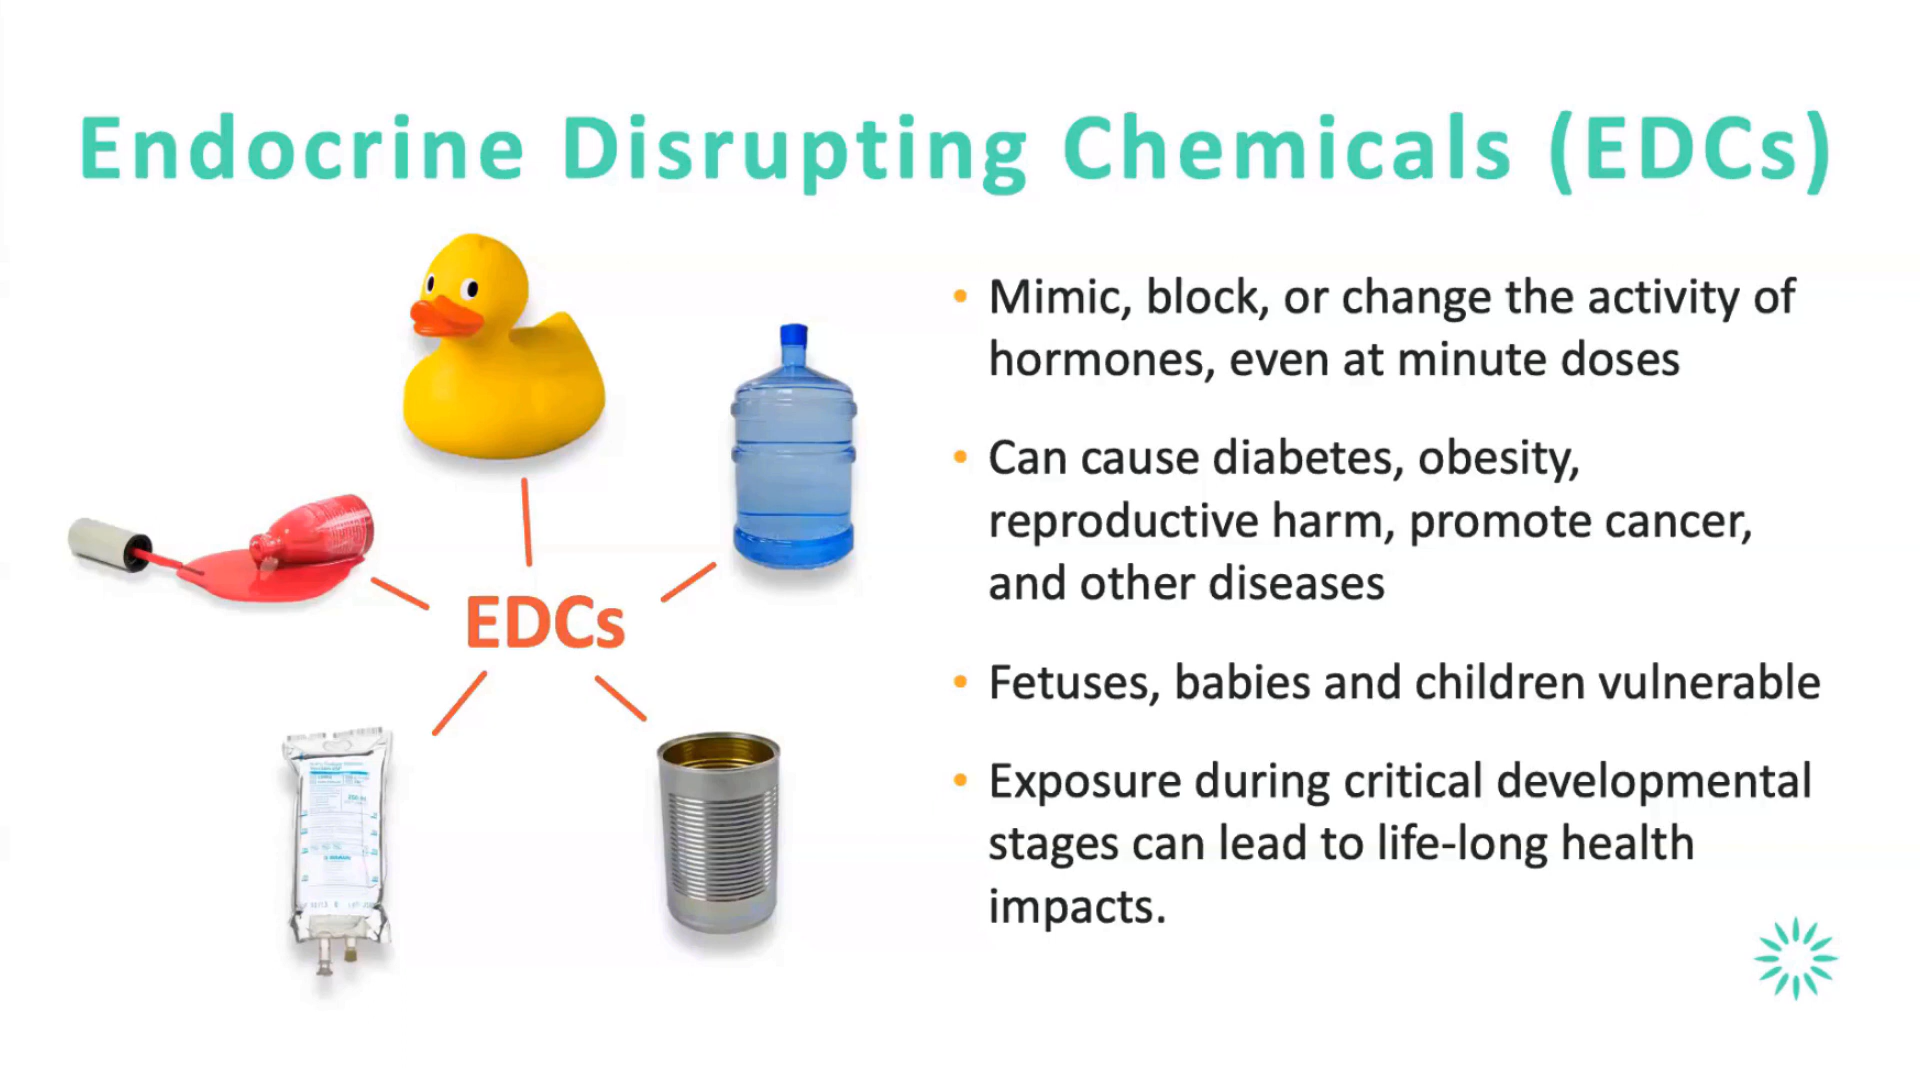 Endocrine Disrupting Chemicals (EDCs)
EDCs
• Mimic, block, or change the activity of
hormones, even at minute doses
• Can cause diabetes, obesity,
reproductive harm, promote cancer,
and other diseases
• Fetuses, babies and children vulnerable
• Exposure during critical developmental
stages can lead to life-long health
impacts.